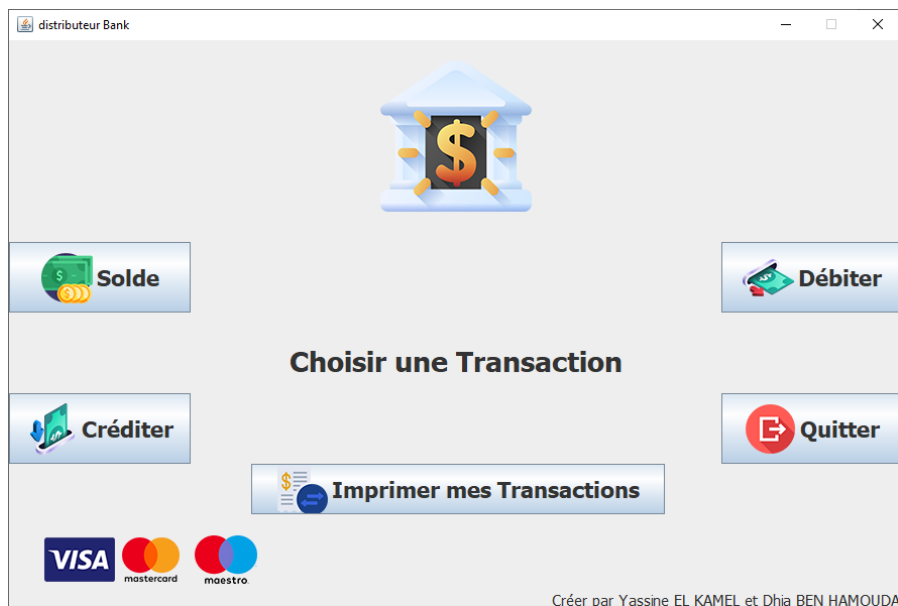 distributeur Bank
$
$
Solde
Débiter
Choisir une Transaction
Créditer
Quitter
$
Imprimer mes Transactions
VISA
mastercard
maestro
Créer par Yassine EL KAMEL et Dhia BEN HAMOUDA